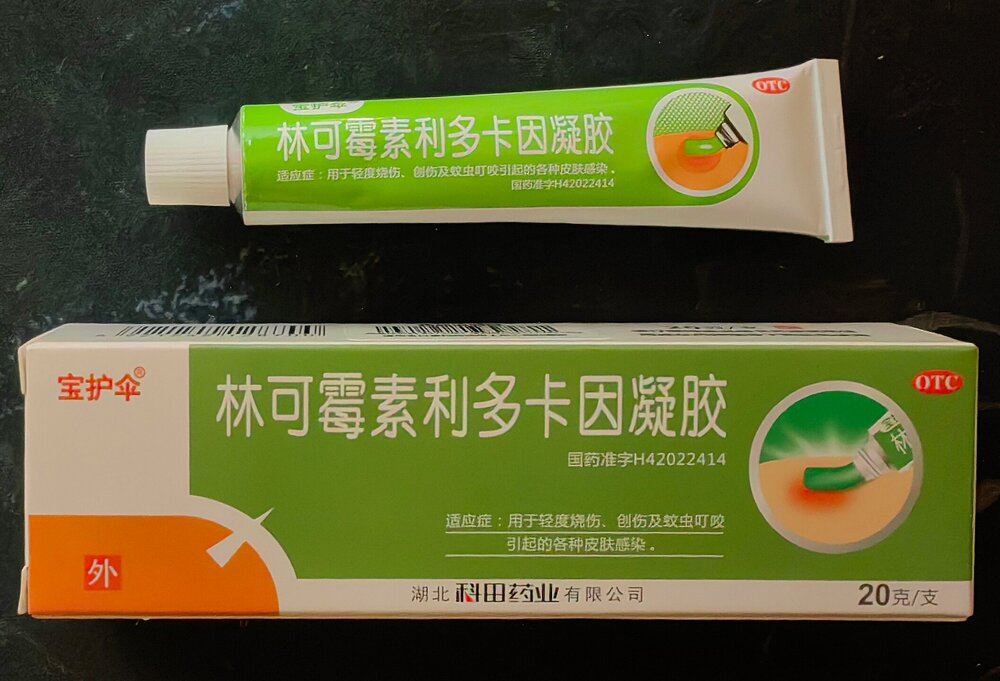 宝护伞
林可霉素利多卡因凝胶
适应症：用于轻度烧伤、创伤及蚊虫叮咬引起的各种皮肤感染。
国药准字H42022414
OTC
宝护伞®
林可霉素利多卡因凝胶
国药准字H42022414
OTC
林
适应症：用于轻度烧伤、创伤及蚊虫叮咬
引起的各种皮肤感染。
外
湖北科田药业有限公司
20克/支